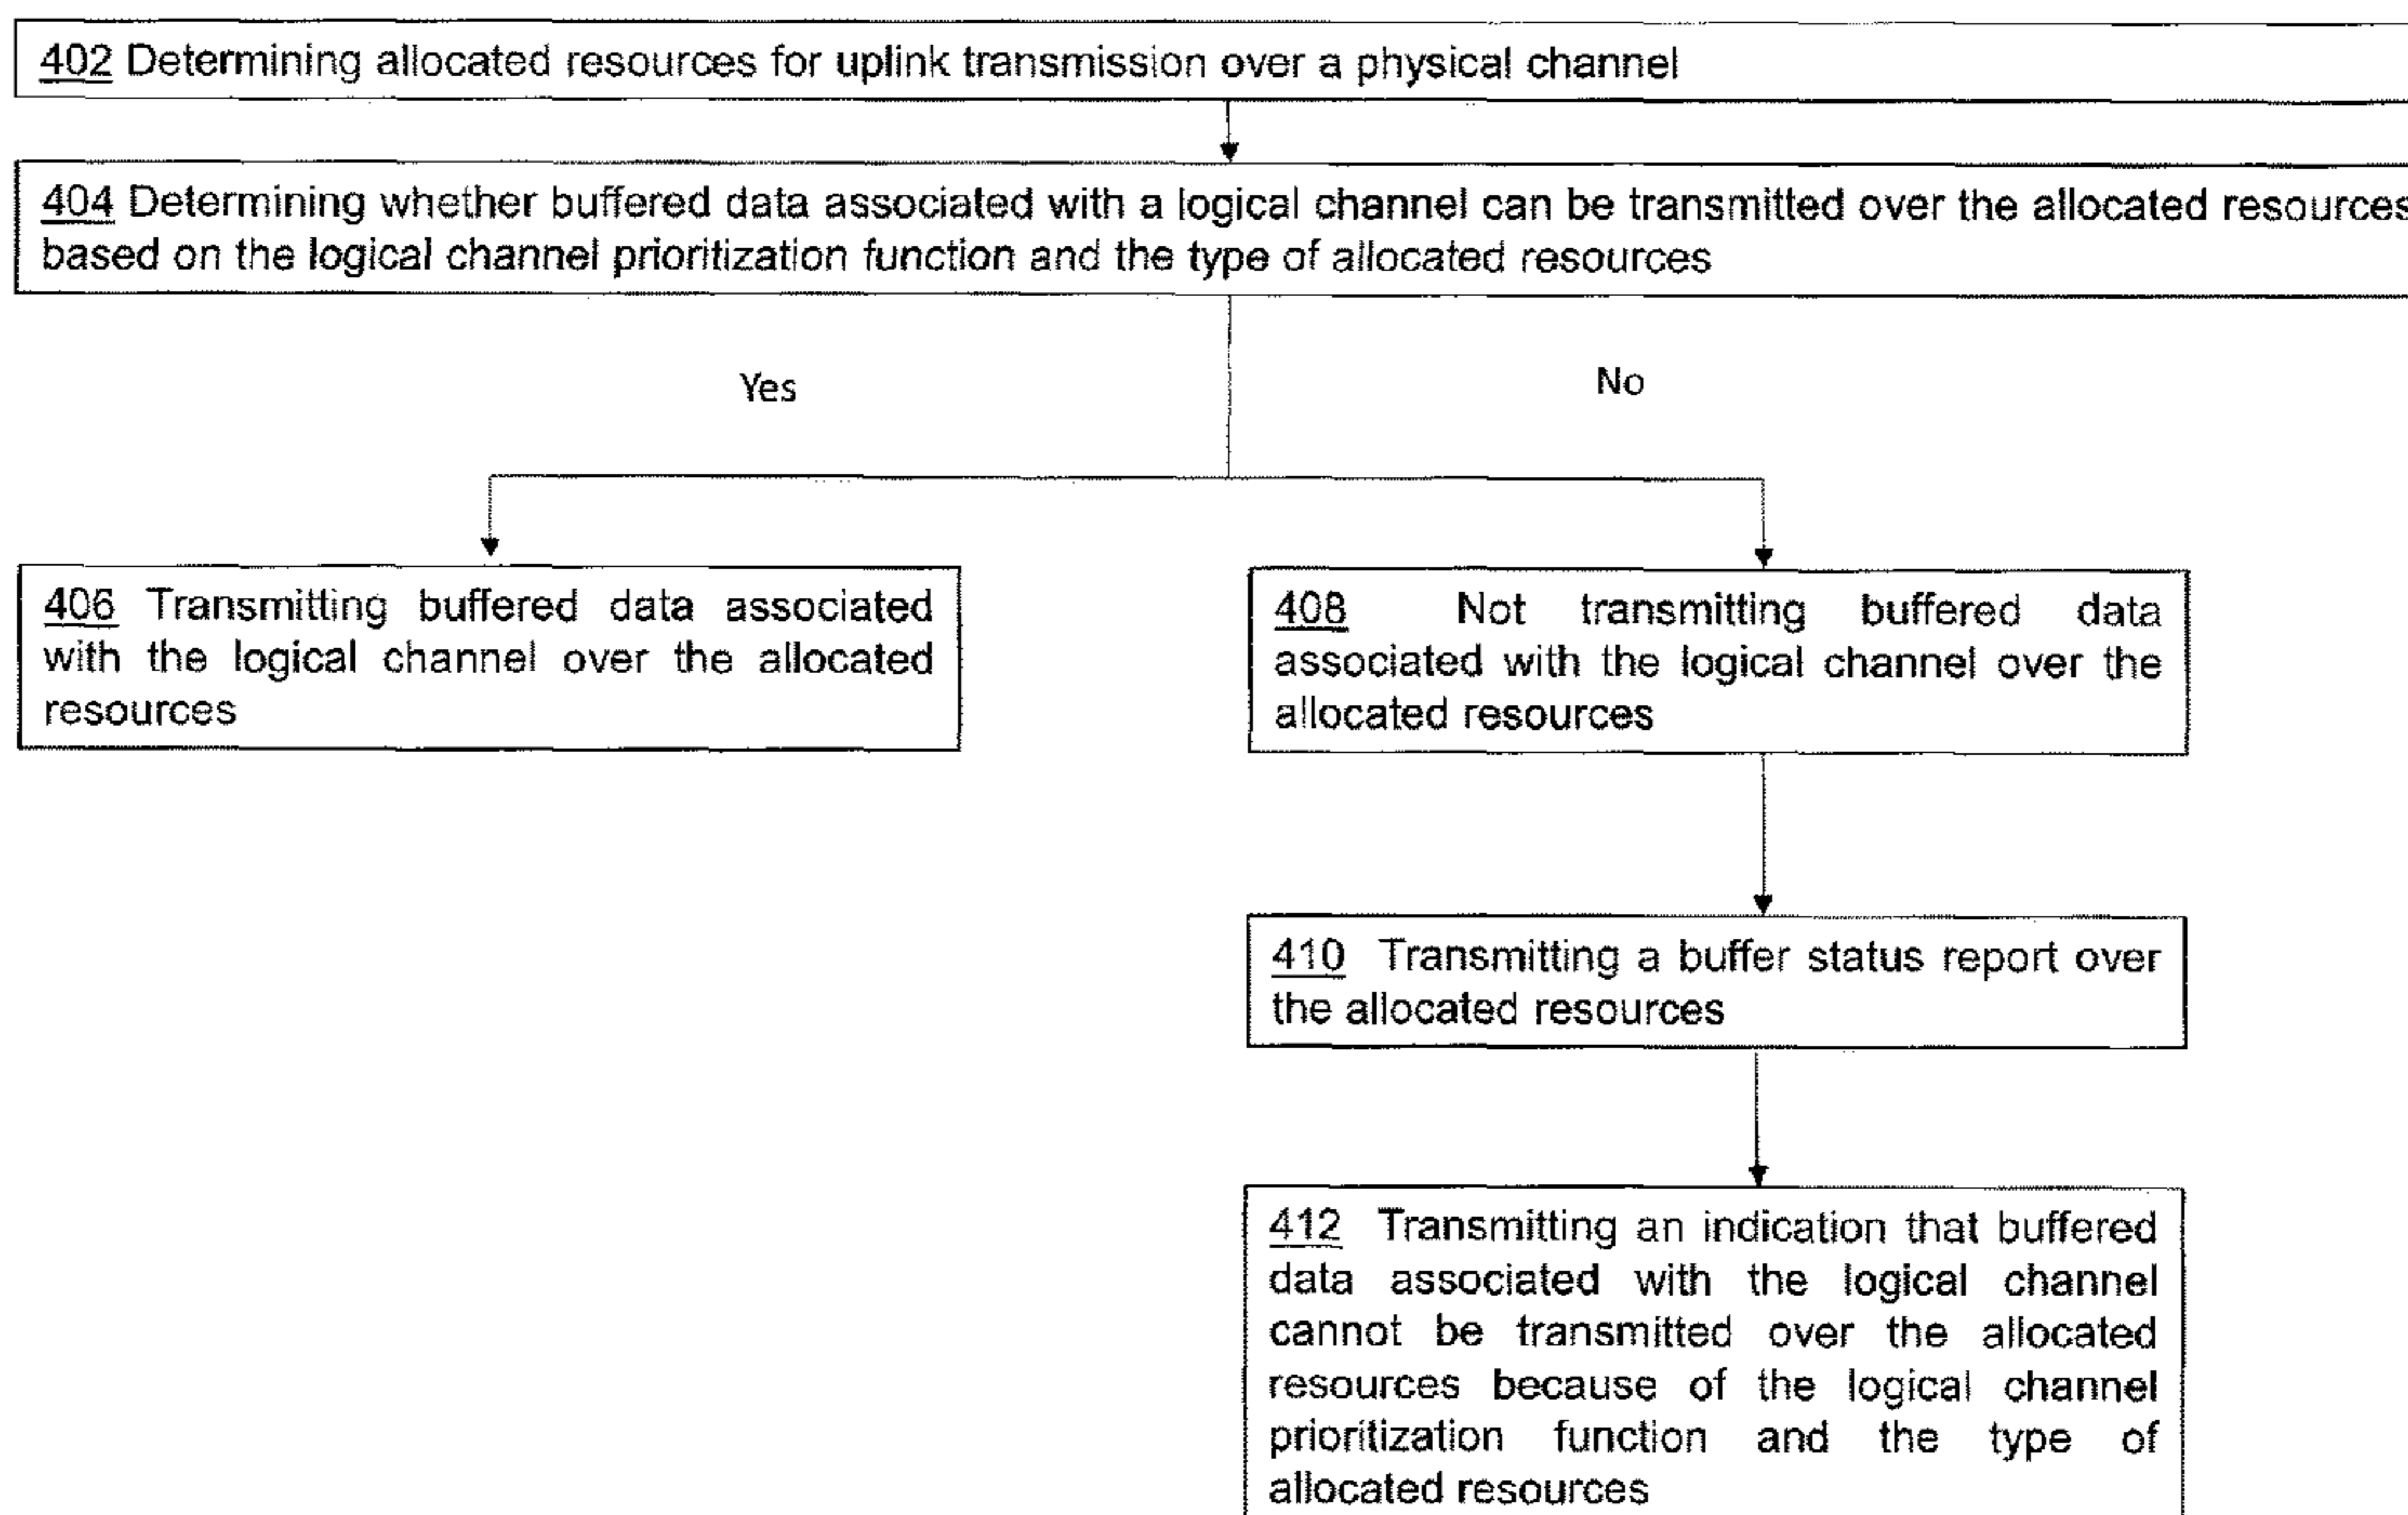 402 Determining allocated resources for uplink transmission over a physical channel
404 Determining whether buffered data associated with a logical channel can be transmitted over the allocated resources
based on the logical channel prioritization function and the type of allocated resources
Yes
No
406 Transmitting buffered data associated
with the logical channel over the allocated
resources
408 Not transmitting buffered data
associated with the logical channel over the
allocated resources
410 Transmitting a buffer status report over
the allocated resources
412 Transmitting an indication that buffered
data associated with the logical channel
cannot be transmitted over the allocated
resources because of the logical channel
prioritization function and the type of
allocated resources